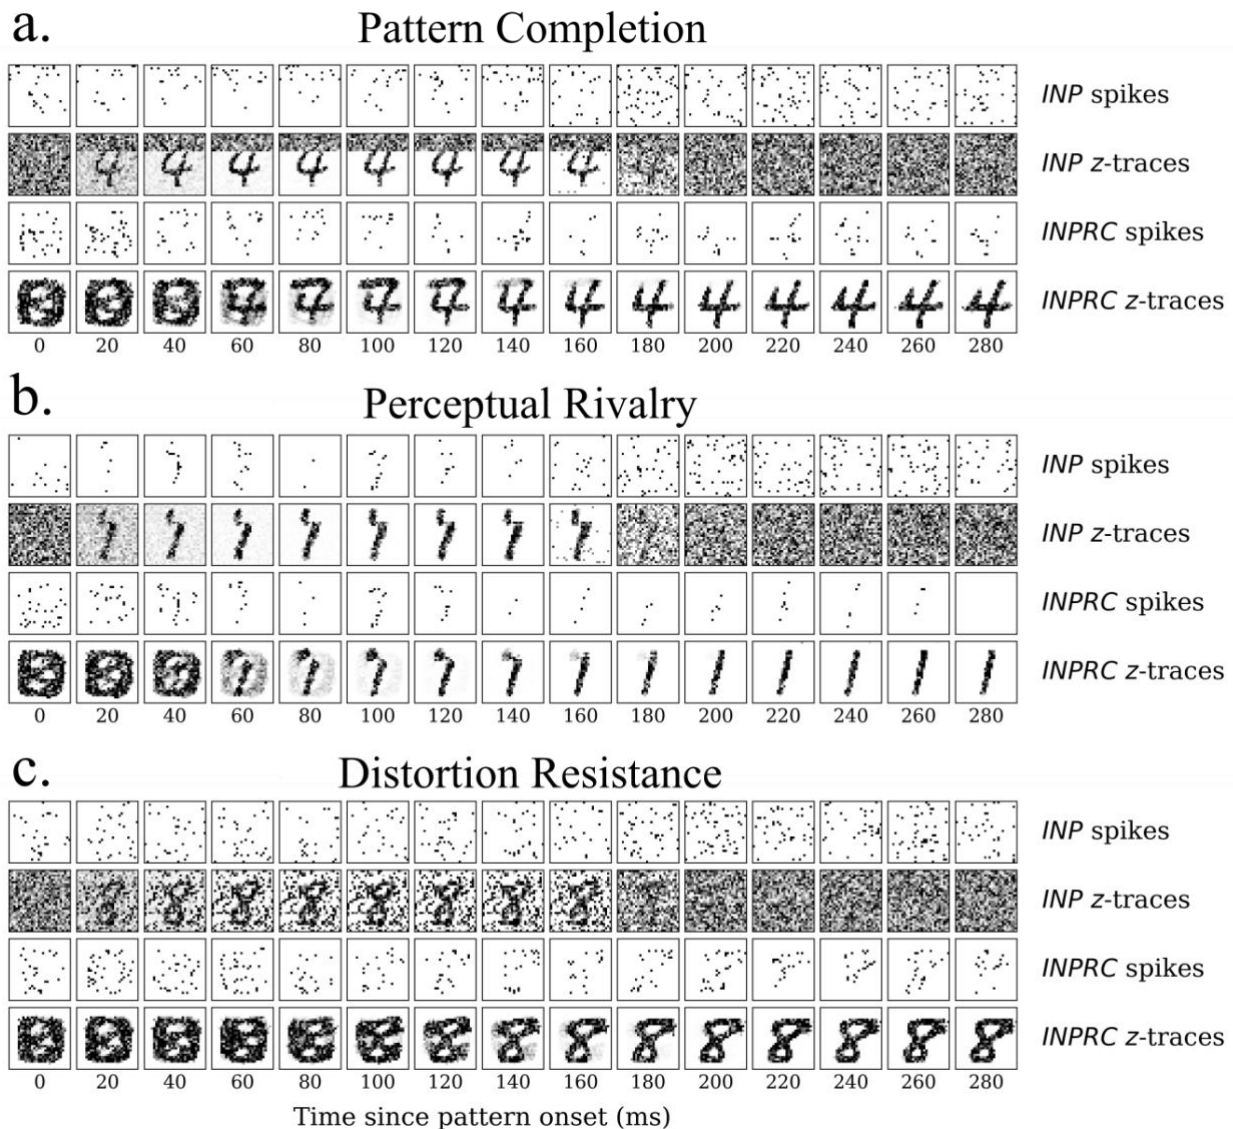 a. Pattern Completion
INP spikes
INP z-traces
INPRC spikes
INPRC z-traces
0 20 40 60 80 100 120 140 160 180 200 220 240 260 280
b. Perceptual Rivalry
INP spikes
INP z-traces
INPRC spikes
INPRC z-traces
0 20 40 60 80 100 120 140 160 180 200 220 240 260 280
c. Distortion Resistance
INP spikes
INP z-traces
INPRC spikes
INPRC z-traces
0 20 40 60 80 100 120 140 160 180 200 220 240 260 280
Time since pattern onset (ms)